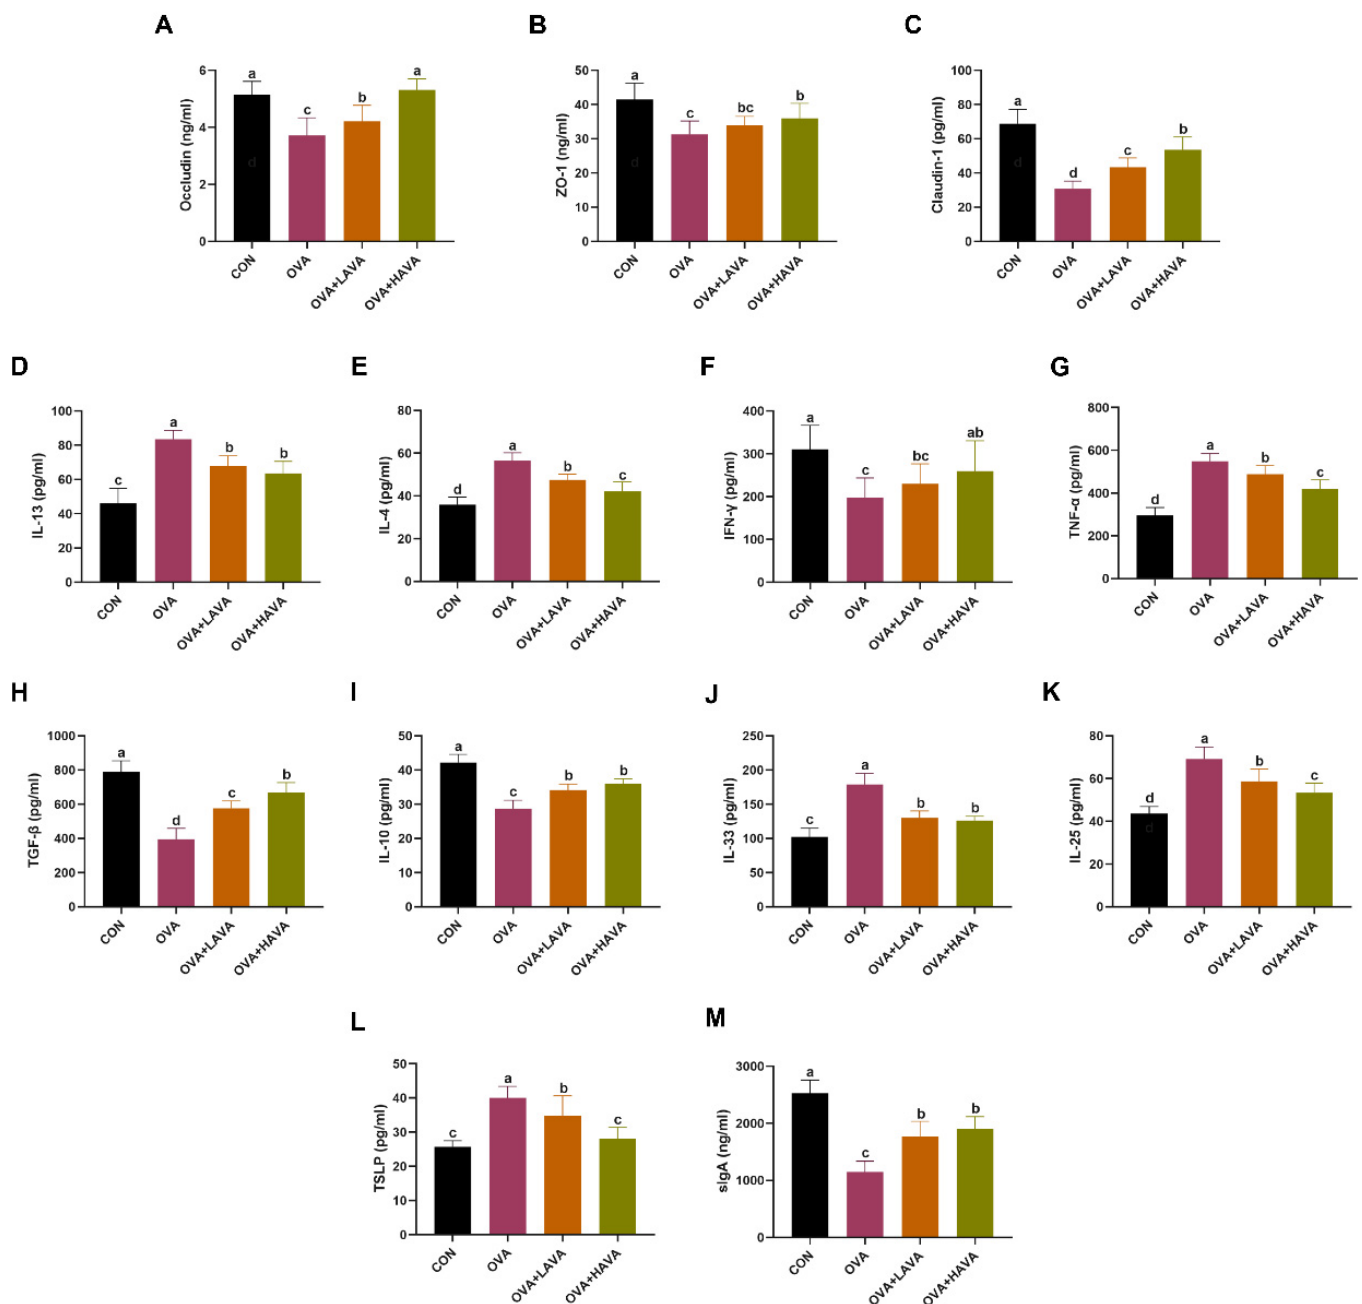 A
B
C
Occludin (ng/ml)
6
4
2
0
a
c
b
a
d
CON
OVA
OVA+LAVA
OVA+HAVA
ZO-1 (ng/ml)
50
40
30
20
10
0
a
c
bc
b
d
CON
OVA
OVA+LAVA
OVA+HAVA
Claudin-1 (pg/ml)
100
80
60
40
20
0
a
d
c
b
d
CON
OVA
OVA+LAVA
OVA+HAVA
D
E
F
G
IL-13 (pg/ml)
100
80
60
40
20
0
c
a
b
b
CON
OVA
OVA+LAVA
OVA+HAVA
IL-4 (pg/ml)
80
60
40
20
0
d
a
b
c
CON
OVA
OVA+LAVA
OVA+HAVA
IFN-γ (pg/ml)
400
300
200
100
0
a
c
bc
ab
CON
OVA
OVA+LAVA
OVA+HAVA
TNF-α (pg/ml)
800
600
400
200
0
d
a
b
c
CON
OVA
OVA+LAVA
OVA+HAVA
H
I
J
K
TGF-β (pg/ml)
1000
800
600
400
200
0
a
d
c
b
CON
OVA
OVA+LAVA
OVA+HAVA
IL-10 (pg/ml)
50
40
30
20
10
0
a
c
b
b
CON
OVA
OVA+LAVA
OVA+HAVA
IL-33 (pg/ml)
250
200
150
100
50
0
c
a
b
b
CON
OVA
OVA+LAVA
OVA+HAVA
IL-25 (pg/ml)
80
60
40
20
0
d
a
b
c
d
CON
OVA
OVA+LAVA
OVA+HAVA
L
M
TSLP (pg/ml)
50
40
30
20
10
0
c
a
b
c
CON
OVA
OVA+LAVA
OVA+HAVA
sIgA (ng/ml)
3000
2000
1000
0
a
c
b
b
CON
OVA
OVA+LAVA
OVA+HAVA